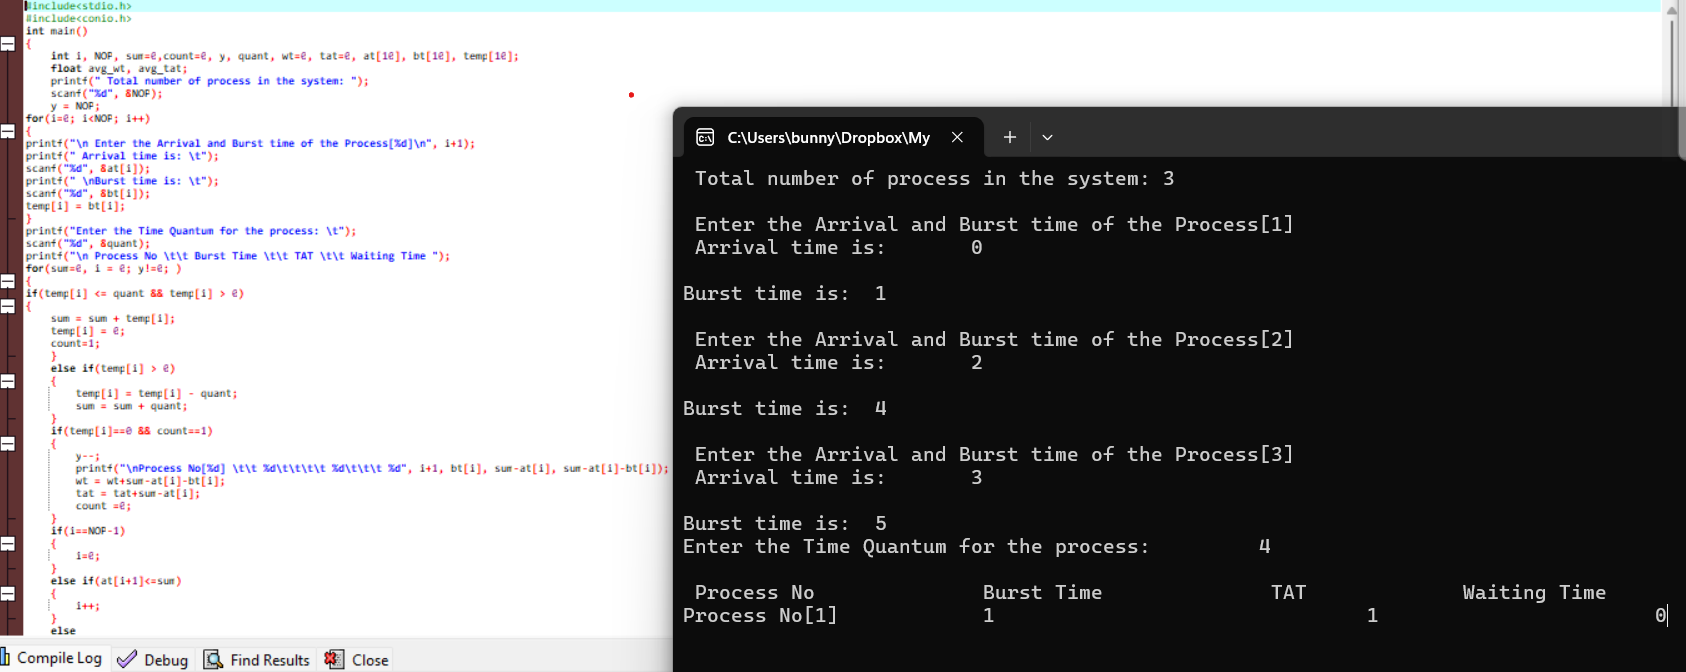 #include<stdio.h>
#include<conio.h>
int main()
{
int i, NOP, sum=0,count=0, y, quant, wt=0, tat=0, at[10], bt[10], temp[10];
float avg_wt, avg_tat;
printf(" Total number of process in the system: ");
scanf("%d", &NOP);
y = NOP;
for(i=0; i<NOP; i++)
{
printf("\n Enter the Arrival and Burst time of the Process[%d]\n", i+1);
printf(" Arrival time is: \t");
scanf("%d", &at[i]);
printf(" \nBurst time is: \t");
scanf("%d", &bt[i]);
temp[i] = bt[i];
}
printf("Enter the Time Quantum for the process: \t");
scanf("%d", &quant);
printf("\n Process No \t\t Burst Time \t\t TAT \t\t Waiting Time ");
for(sum=0, i = 0; y!=0; )
{
if(temp[i] <= quant && temp[i] > 0)
{
sum = sum + temp[i];
temp[i] = 0;
count=1;
}
else if(temp[i] > 0)
{
temp[i] = temp[i] - quant;
sum = sum + quant;
}
if(temp[i]==0 && count==1)
{
y--;
printf("\nProcess No[%d] \t\t %d\t\t\t\t %d\t\t\t %d", i+1, bt[i], sum-at[i], sum-at[i]-bt[i]);
wt = wt+sum-at[i]-bt[i];
tat = tat+sum-at[i];
count =0;
}
if(i==NOP-1)
{
i=0;
}
else if(at[i+1]<=sum)
{
i++;
}
else
Compile Log Debug Find Results Close
C:\Users\bunny\Dropbox\My
Total number of process in the system: 3
Enter the Arrival and Burst time of the Process[1]
Arrival time is: 0
Burst time is: 1
Enter the Arrival and Burst time of the Process[2]
Arrival time is: 2
Burst time is: 4
Enter the Arrival and Burst time of the Process[3]
Arrival time is: 3
Burst time is: 5
Enter the Time Quantum for the process: 4
Process No Burst Time TAT Waiting Time
Process No[1] 1 1 0